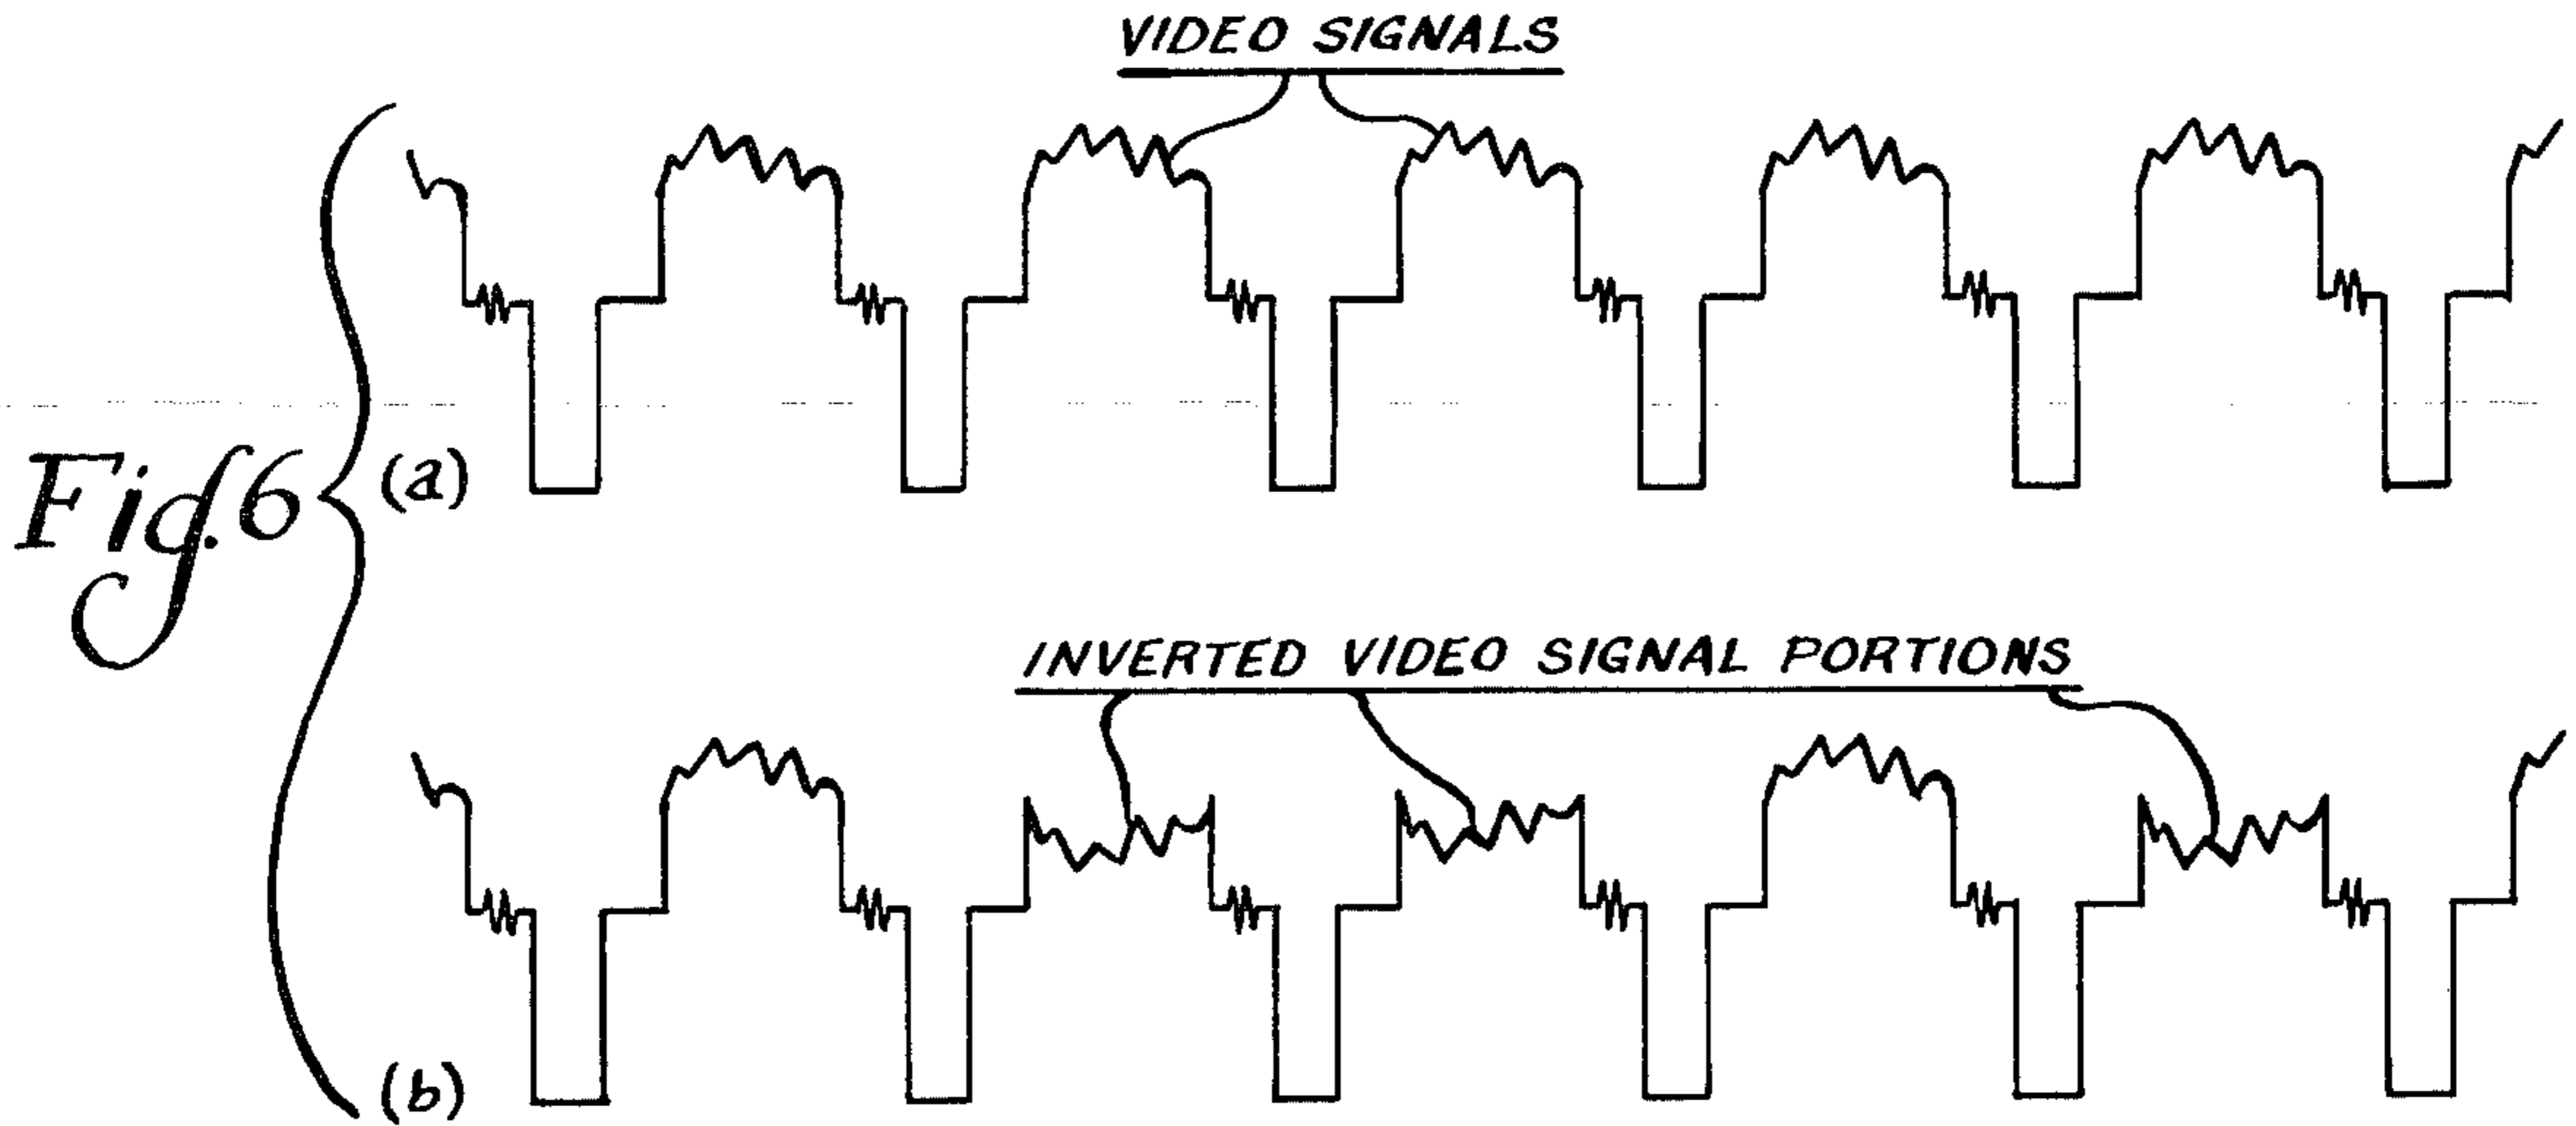 VIDEO SIGNALS
Fig. 6
(a)
INVERTED VIDEO SIGNAL PORTIONS
(b)